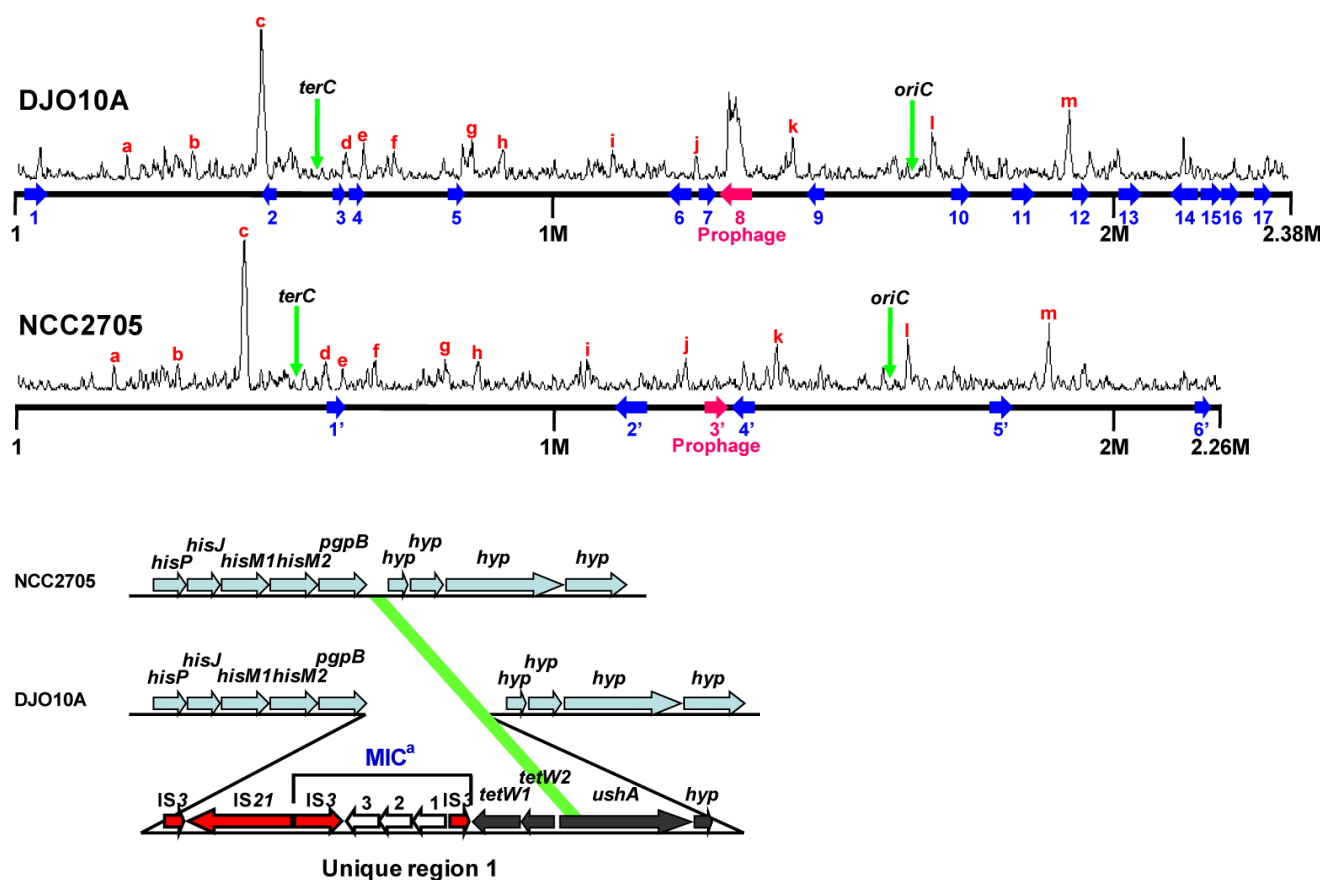 c
terC
oriC
m
DJO10A
a b d e f g h i j k l
1 2 3 4 5 6 7 8 9 10 11 12 13 14 15 16 17
Prophage
1 1M 2M 2.38M
c
terC
oriC
m
NCC2705
a b d e f g h i j k l
1' 2' 3' 4' 5' 6'
Prophage
1 1M 2M 2.26M
hisP hisJ hisM1 hisM2 pgpB hyp hyp hyp hyp
NCC2705
hisP hisJ hisM1 hisM2 pgpB hyp hyp hyp hyp
DJO10A
MICa
IS3 IS21 IS3 3 2 1 IS3 tetW1 tetW2 ushA hyp
Unique region 1